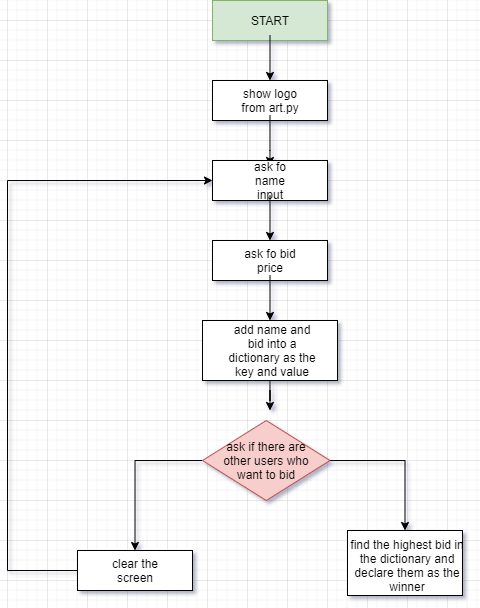 START
show logo
from art.py
ask fo
name
input
ask fo bid
price
add name and
bid into a
dictionary as the
key and value
ask if there are
other users who
want to bid
clear the
screen
find the highest bid in
the dictionary and
declare them as the
winner